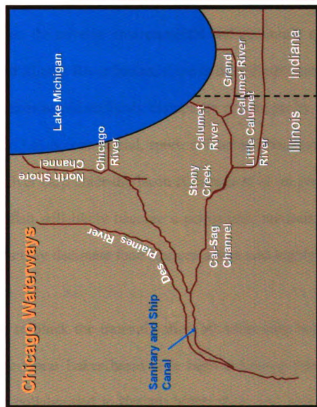 Chicago Waterways
Lake Michigan
North Shore
Channel
Chicago
River
Des Plaines River
Sanitary and Ship
Canal
Cal-Sag
Channel
Stony
Creek
Calumet
River
Little Calumet
River
Grand
Calumet River
Illinois
Indiana